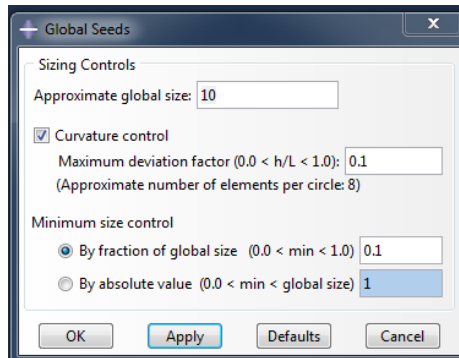 Global Seeds
X
Sizing Controls
Approximate global size: 10
Curvature control
Maximum deviation factor (0.0 < h/L < 1.0): 0.1
(Approximate number of elements per circle: 8)
Minimum size control
By fraction of global size (0.0 < min < 1.0) 0.1
By absolute value (0.0 < min < global size) 1
OK Apply Defaults Cancel